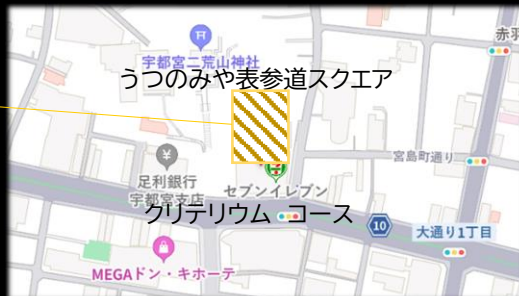 赤羽
宇都宮二荒山神社
うつのみや表参道スクエア
宮島町通り
足利銀行
宇都宮支店
セブンイレブン
クリテリウム コース
10
大通り1丁目
MEGAドン・キホーテ